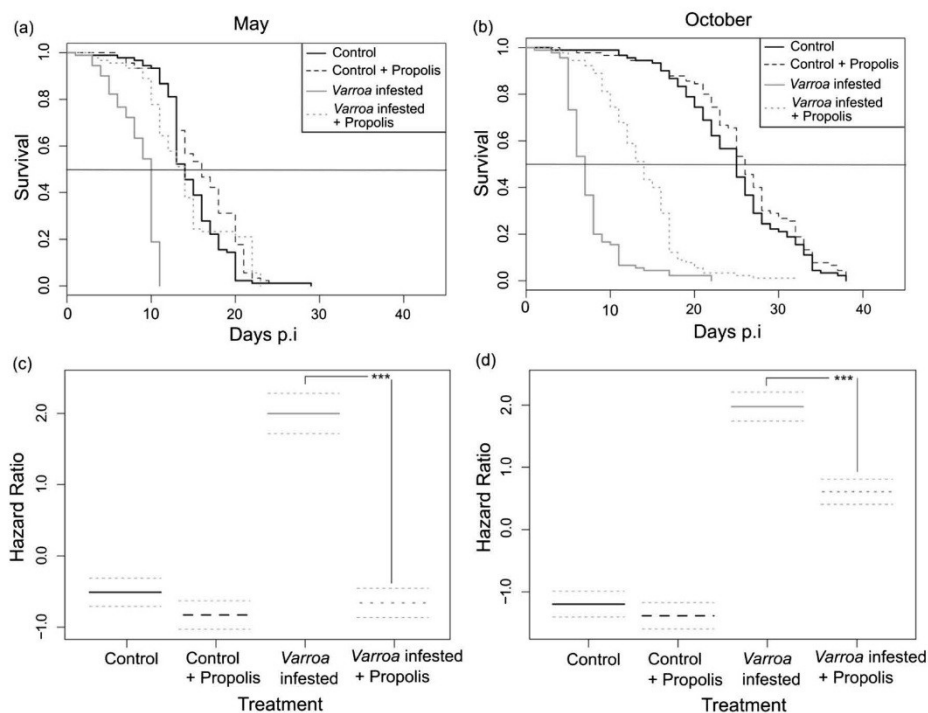 (a)
May
Survival
1.0
0.8
0.6
0.4
0.2
0.0
Control
Control + Propolis
Varroa infested
Varroa infested
+ Propolis
0 10 20 30 40
Days p.i
(b)
October
Survival
1.0
0.8
0.6
0.4
0.2
0.0
Control
Control + Propolis
Varroa infested
Varroa infested
+ Propolis
0 10 20 30 40
Days p.i
(c)
Hazard Ratio
2.0
1.0
0.0
−1.0
***
Control
Control
+ Propolis
Varroa
infested
Varroa infested
+ Propolis
Treatment
(d)
Hazard Ratio
2.0
1.0
0.0
−1.0
***
Control
Control
+ Propolis
Varroa
infested
Varroa infested
+ Propolis
Treatment